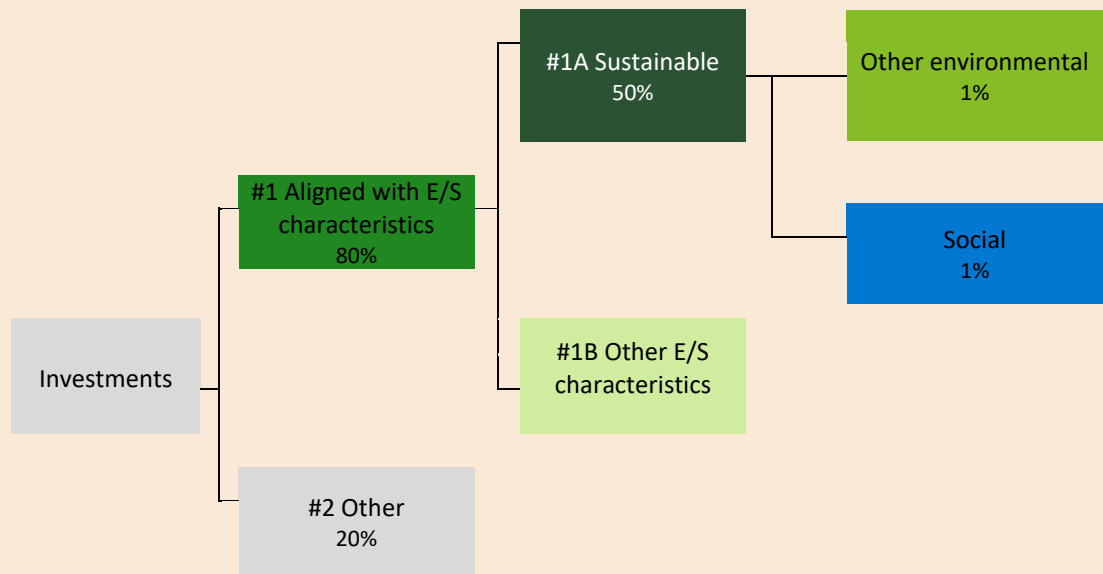 Investments
#1 Aligned with E/S
characteristics
80%
#2 Other
20%
#1A Sustainable
50%
#1B Other E/S
characteristics
Other environmental
1%
Social
1%